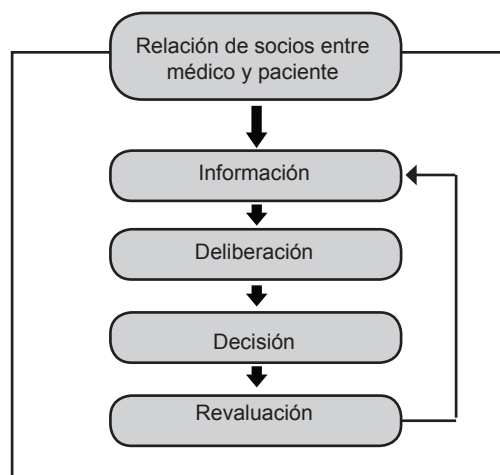 Relación de socios entre
médico y paciente
Información
Deliberación
Decisión
Revaluación